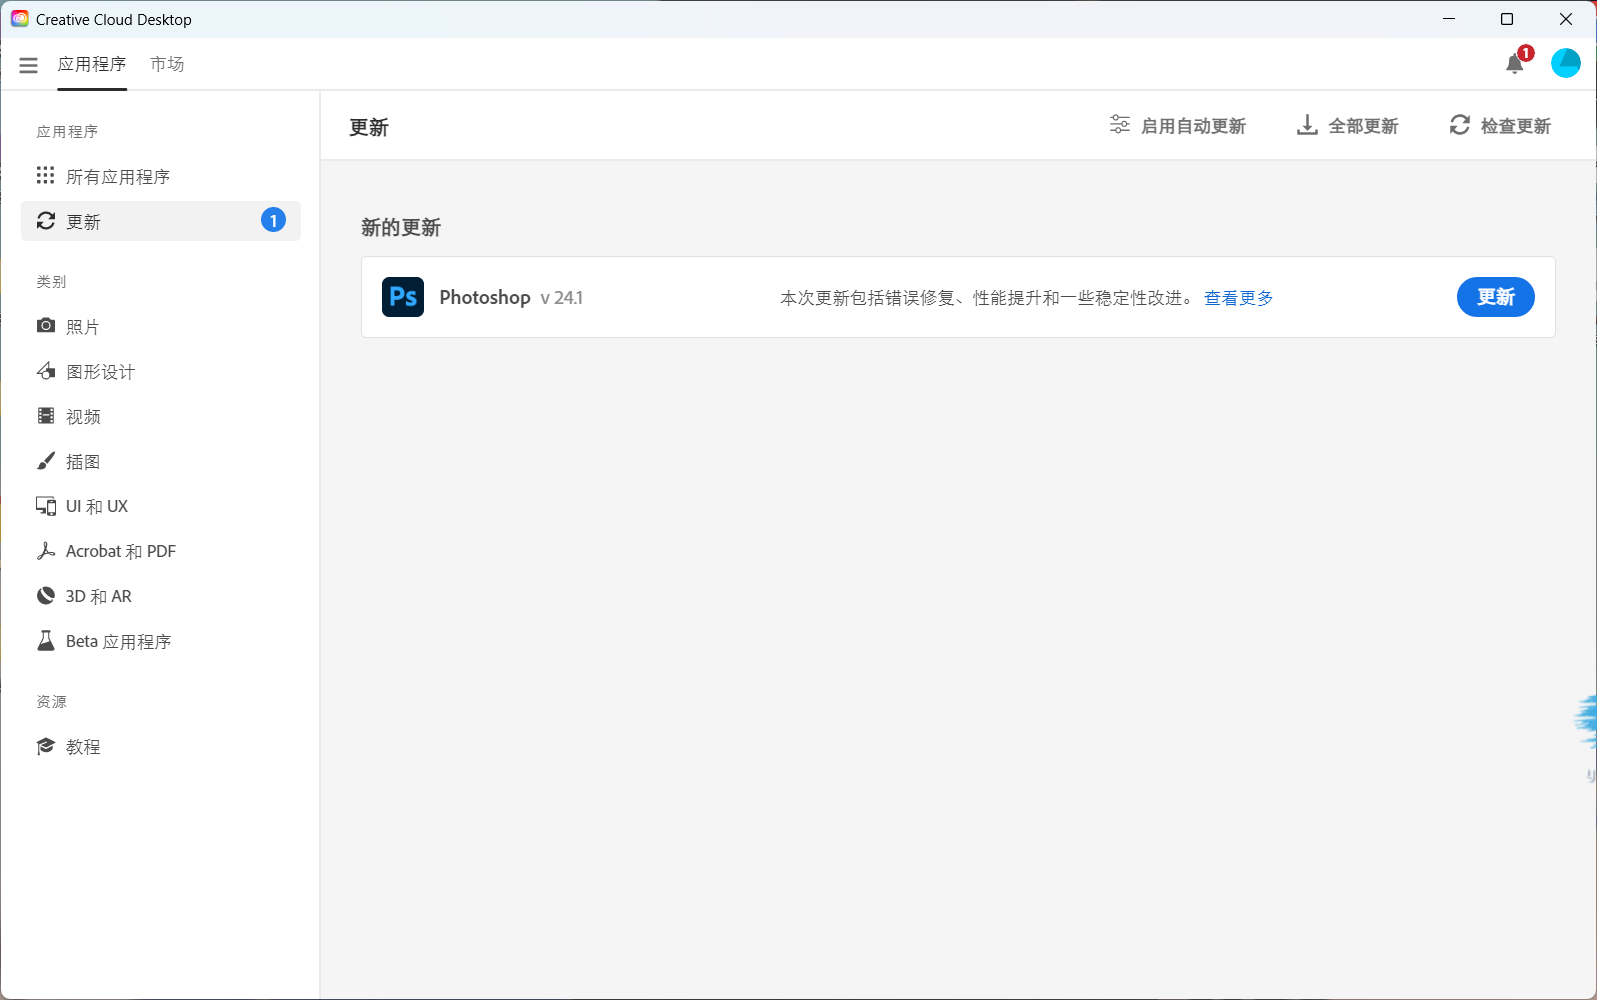 Creative Cloud Desktop
应用程序 市场
1
应用程序
所有应用程序
更新 1
类别
照片
图形设计
视频
插图
UI 和 UX
Acrobat 和 PDF
3D 和 AR
Beta 应用程序
资源
教程
更新 启用自动更新 全部更新 检查更新
新的更新
Ps Photoshop v 24.1 本次更新包括错误修复、性能提升和一些稳定性改进。 查看更多 更新